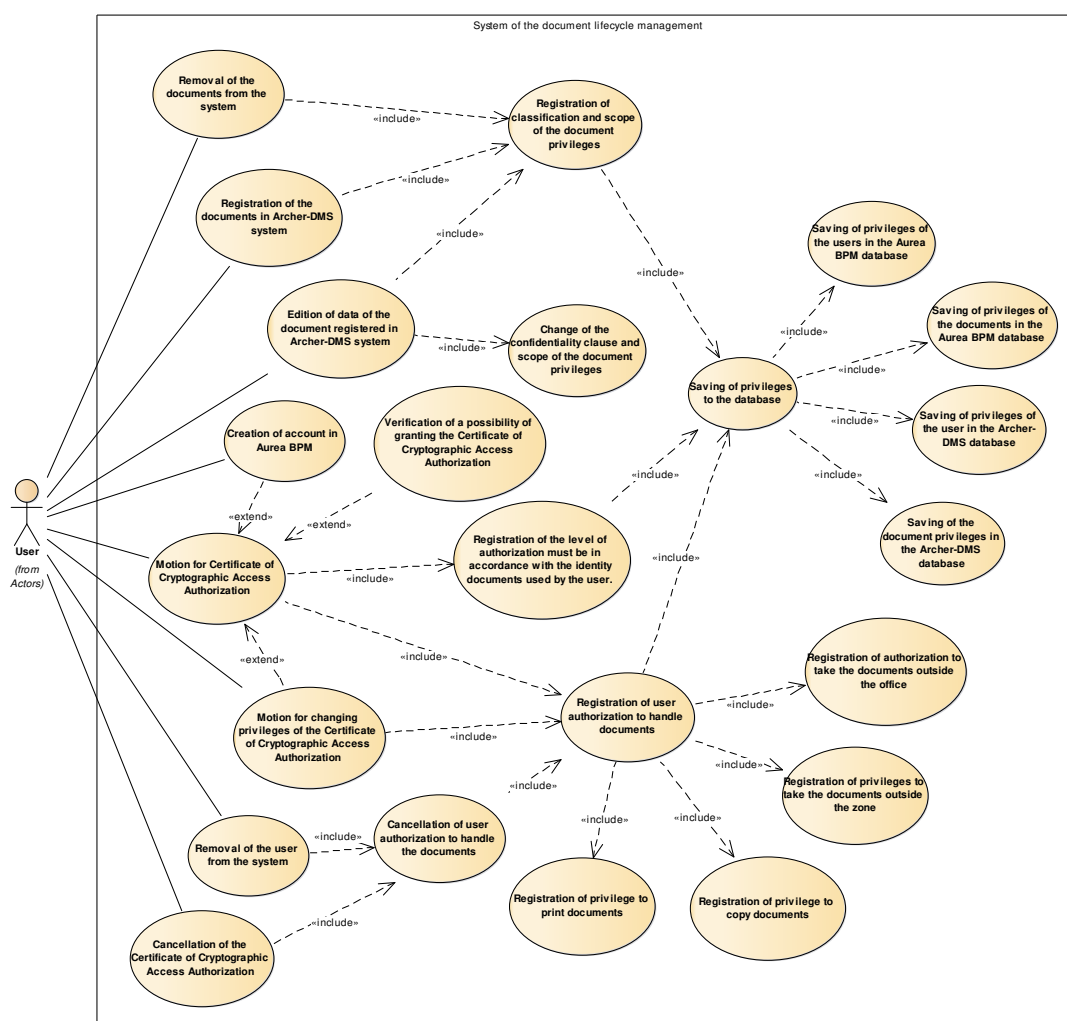 System of the document lifecycle management
Removal of the
documents from the
system
«include»
Registration of
classification and scope
of the document
privileges
Registration of the
documents in Archer-DMS
system
«include»
«include»
Edition of data of the
document registered in
Archer-DMS system
«include»
Change of the
confidentiality clause and
scope of the document
privileges
«include»
Saving of privileges of
the users in the Aurea
BPM database
Saving of privileges of
the documents in the
Aurea BPM database
«include»
«include»
Saving of privileges
to the database
«include»
Saving of privileges of
the user in the Archer-
DMS database
«include»
Saving of the
document privileges
in the Archer-DMS
database
Creation of account in
Aurea BPM
Verification of a possibility of
granting the Certificate of
Cryptographic Access
Authorization
«include»
«extend»
«extend»
User
(from
Actors)
Motion for Certificate of
Cryptographic Access
Authorization
«include»
Registration of the level of
authorization must be in
accordance with the identity
documents used by the user.
«include»
«include»
«extend»
Motion for changing
privileges of the Certificate
of Cryptographic Access
Authorization
«include»
Registration of user
authorization to handle
documents
«include»
Registration of authorization to
take the documents outside
the office
«include»
Registration of privileges to
take the documents outside
the zone
«include»
«include»
«include»
Removal of the user
from the system
«include»
Cancellation of user
authorization to handle
the documents
Registration of privilege to
print documents
Registration of privilege to
copy documents
«include»
Cancellation of the
Certificate of Cryptographic
Access Authorization